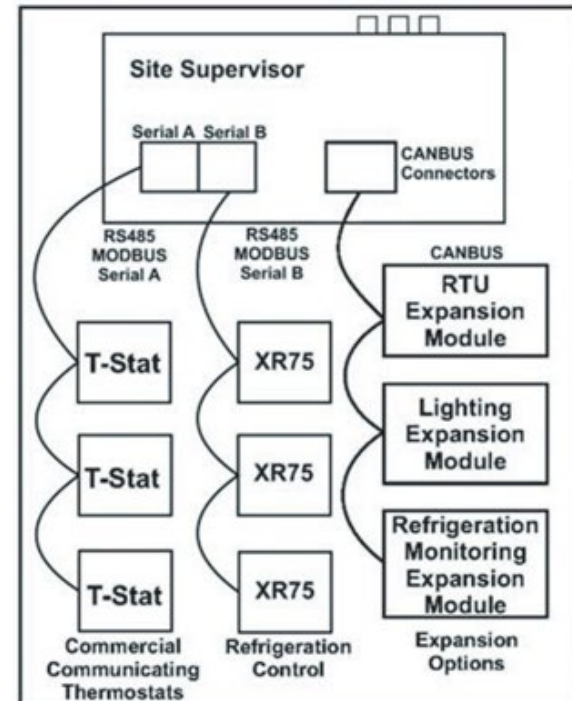 Site Supervisor
Serial A Serial B
CANBUS
Connectors
RS485
MODBUS
Serial A
RS485
MODBUS
Serial B
CANBUS
RTU
Expansion
Module
T-Stat
XR75
Lighting
Expansion
Module
T-Stat
XR75
Refrigeration
Monitoring
Expansion
Module
T-Stat
XR75
Commercial
Communicating
Thermostats
Refrigeration
Control
Expansion
Options